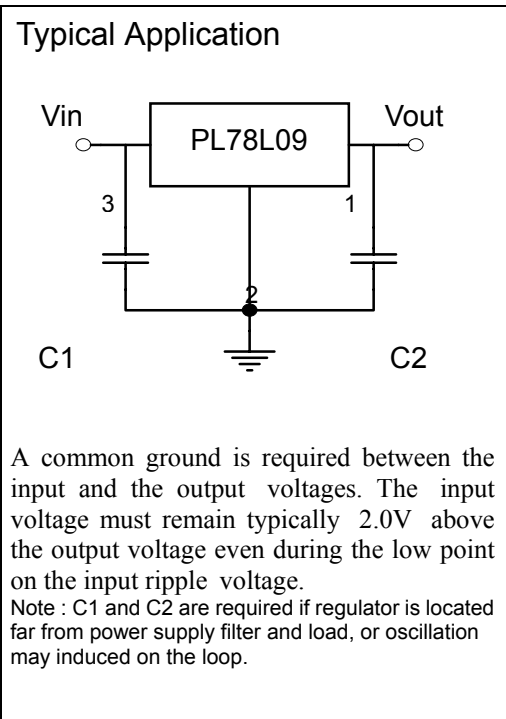 Typical Application
Vin
PL78L09
Vout
3
1
2
C1
C2
A common ground is required between the
input and the output voltages. The input
voltage must remain typically 2.0V above
the output voltage even during the low point
on the input ripple voltage.
Note : C1 and C2 are required if regulator is located
far from power supply filter and load, or oscillation
may induced on the loop.